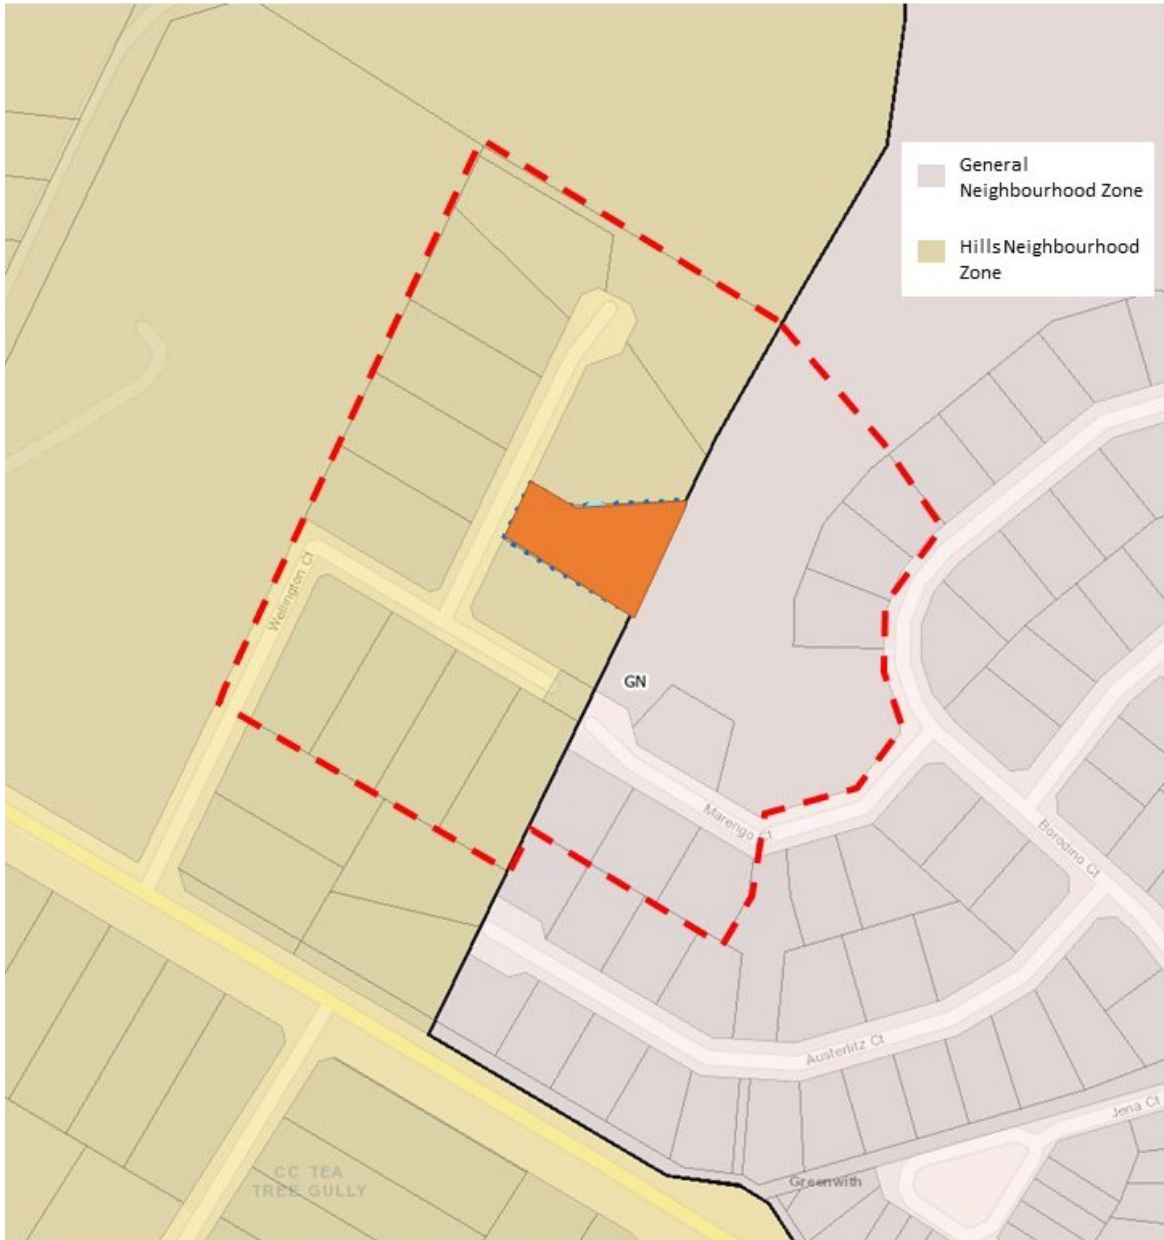 General
Neighbourhood Zone
Hills Neighbourhood
Zone
Wellington Ct
GN
Marengo Ct
Borodino Ct
Austerlitz Ct
Jena Ct
CC TEA
TREE GULLY
Greenwith